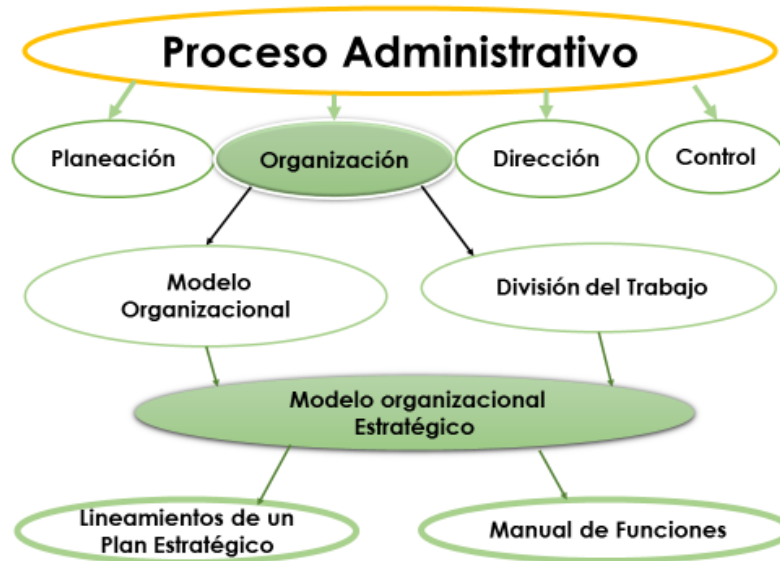 Proceso Administrativo
Planeación
Organización
Dirección
Control
Modelo
Organizacional
División del Trabajo
Modelo organizacional
Estratégico
Lineamientos de un
Plan Estratégico
Manual de Funciones